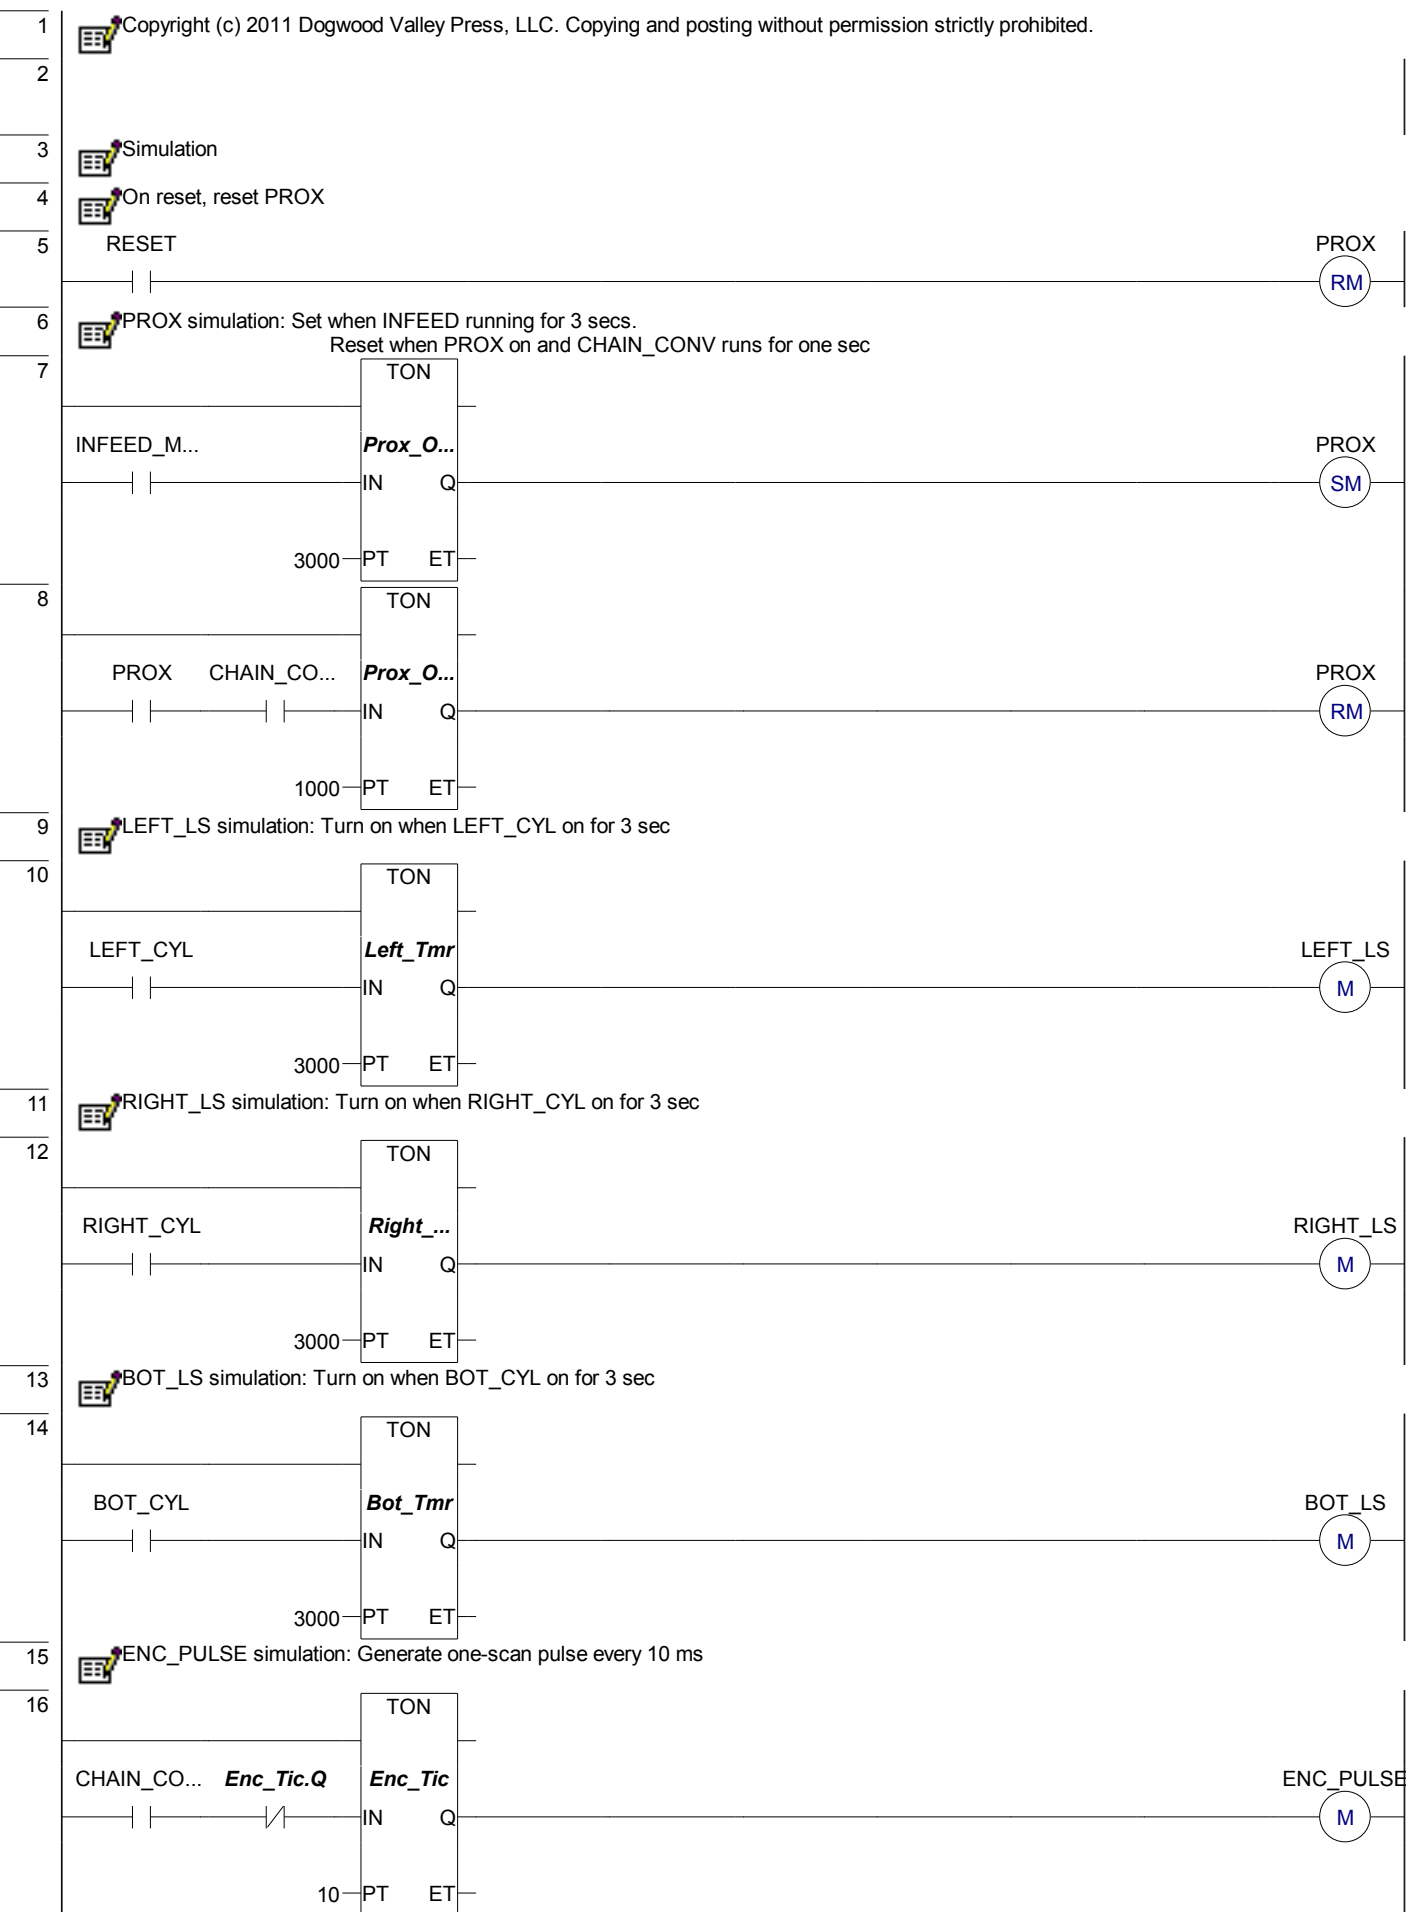 1 Copyright (c) 2011 Dogwood Valley Press, LLC. Copying and posting without permission strictly prohibited.
2
3 Simulation
4 On reset, reset PROX
5 RESET PROX
RM
6 PROX simulation: Set when INFEED running for 3 secs.
Reset when PROX on and CHAIN_CONV runs for one sec
7 TON
INFEED_M... Prox_O... PROX
IN Q SM
3000 PT ET
8 TON
PROX CHAIN_CO... Prox_O... PROX
IN Q RM
1000 PT ET
9 LEFT_LS simulation: Turn on when LEFT_CYL on for 3 sec
10 TON
LEFT_CYL Left_Tmr LEFT_LS
IN Q M
3000 PT ET
11 RIGHT_LS simulation: Turn on when RIGHT_CYL on for 3 sec
12 TON
RIGHT_CYL Right_... RIGHT_LS
IN Q M
3000 PT ET
13 BOT_LS simulation: Turn on when BOT_CYL on for 3 sec
14 TON
BOT_CYL Bot_Tmr BOT_LS
IN Q M
3000 PT ET
15 ENC_PULSE simulation: Generate one-scan pulse every 10 ms
16 TON
CHAIN_CO... Enc_Tic.Q Enc_Tic ENC_PULSE
IN Q M
10 PT ET